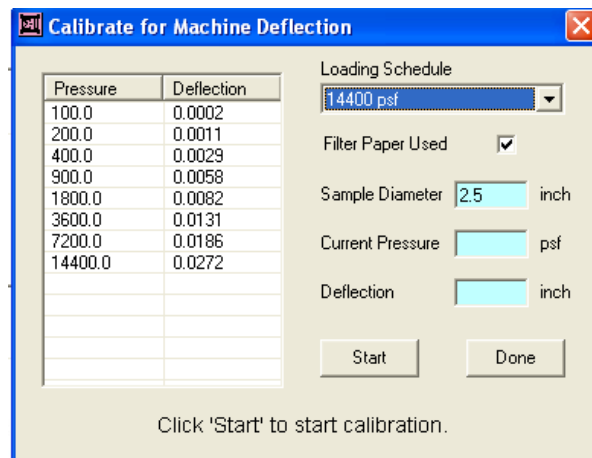 Calibrate for Machine Deflection
Pressure Deflection
100.0 0.0002
200.0 0.0011
400.0 0.0029
900.0 0.0058
1800.0 0.0082
3600.0 0.0131
7200.0 0.0186
14400.0 0.0272
Loading Schedule
14400 psf
Filter Paper Used
Sample Diameter 2.5 inch
Current Pressure psf
Deflection inch
Start Done
Click 'Start' to start calibration.